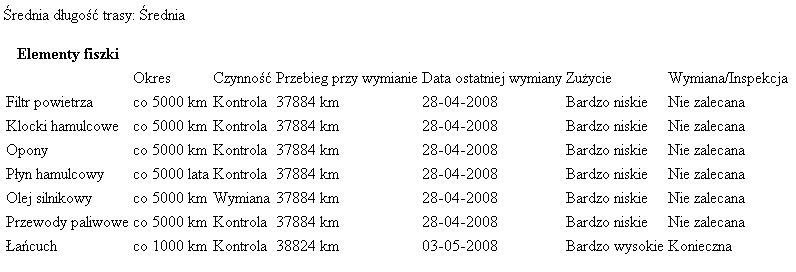 Średnia długość trasy: Średnia
Elementy fiszki
Okres Czynność Przebieg przy wymianie Data ostatniej wymiany Zużycie Wymiana/Inspekcja
Filtr powietrza co 5000 km Kontrola 37884 km 28-04-2008 Bardzo niskie Nie zalecana
Klocki hamulcowe co 5000 km Kontrola 37884 km 28-04-2008 Bardzo niskie Nie zalecana
Opony co 5000 km Kontrola 37884 km 28-04-2008 Bardzo niskie Nie zalecana
Płyn hamulcowy co 5000 lata Kontrola 37884 km 28-04-2008 Bardzo niskie Nie zalecana
Olej silnikowy co 5000 km Wymiana 37884 km 28-04-2008 Bardzo niskie Nie zalecana
Przewody paliwowe co 5000 km Kontrola 37884 km 28-04-2008 Bardzo niskie Nie zalecana
Łańcuch co 1000 km Kontrola 38824 km 03-05-2008 Bardzo wysokie Konieczna